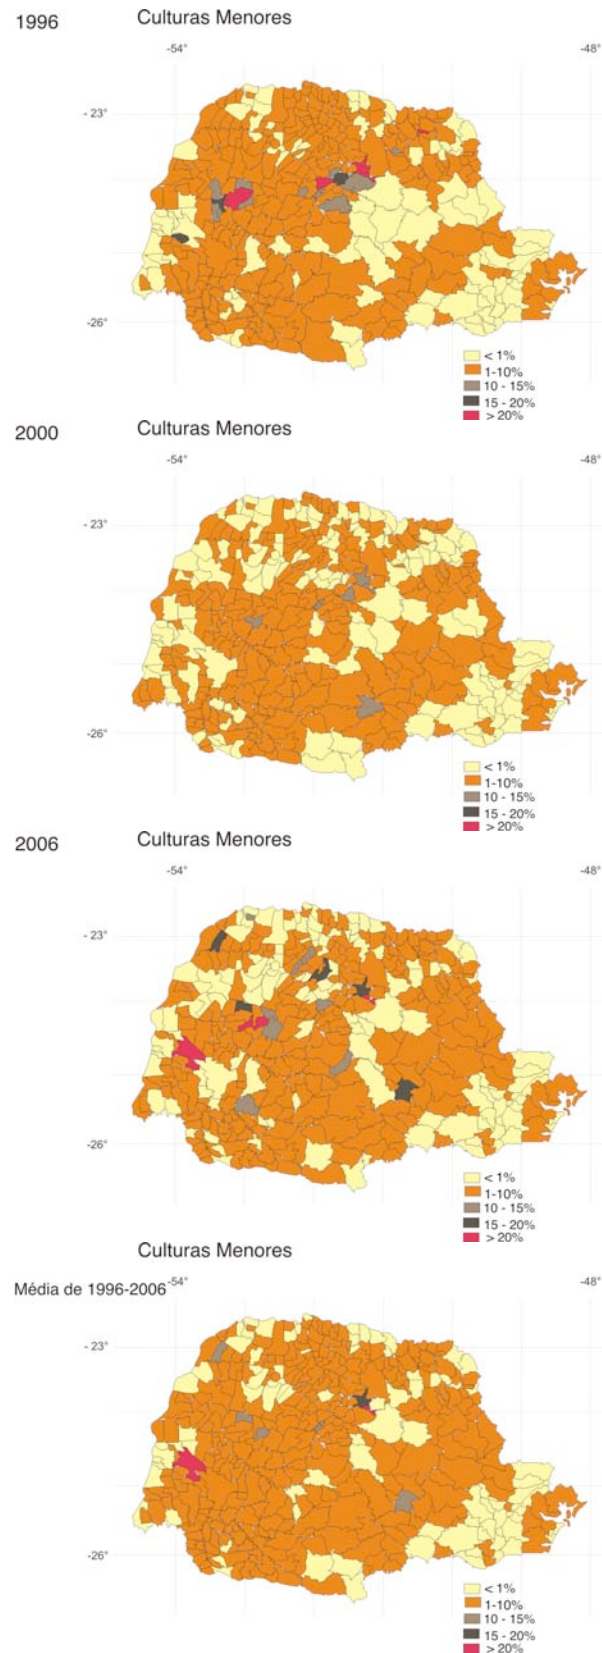 1996 Culturas Menores
-54° -48°
- 23°
-26°
< 1%
1-10%
10 - 15%
15 - 20%
> 20%
2000 Culturas Menores
-54° -48°
- 23°
-26°
< 1%
1-10%
10 - 15%
15 - 20%
> 20%
2006 Culturas Menores
-54° -48°
- 23°
-26°
< 1%
1-10%
10 - 15%
15 - 20%
> 20%
Culturas Menores
Média de 1996-2006 -54° -48°
- 23°
-26°
< 1%
1-10%
10 - 15%
15 - 20%
> 20%